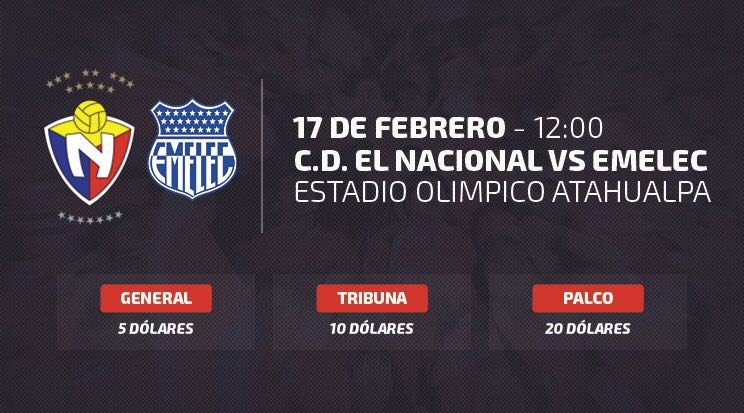 N
EMELEC
17 DE FEBRERO - 12:00
C.D. EL NACIONAL VS EMELEC
ESTADIO OLIMPICO ATAHUALPA
GENERAL
5 DÓLARES
TRIBUNA
10 DÓLARES
PALCO
20 DÓLARES